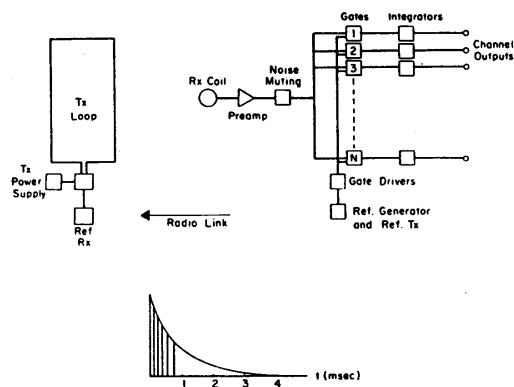 Gates
Integrators
1
2
3
N
Channel
Outputs
Noise
Muting
Rx Coil
Preamp
Tx
Loop
Tx
Power
Supply
Ref
Rx
Radio Link
Gate Drivers
Ref. Generator
and Ref. Tx
1 2 3 4 t (msec)